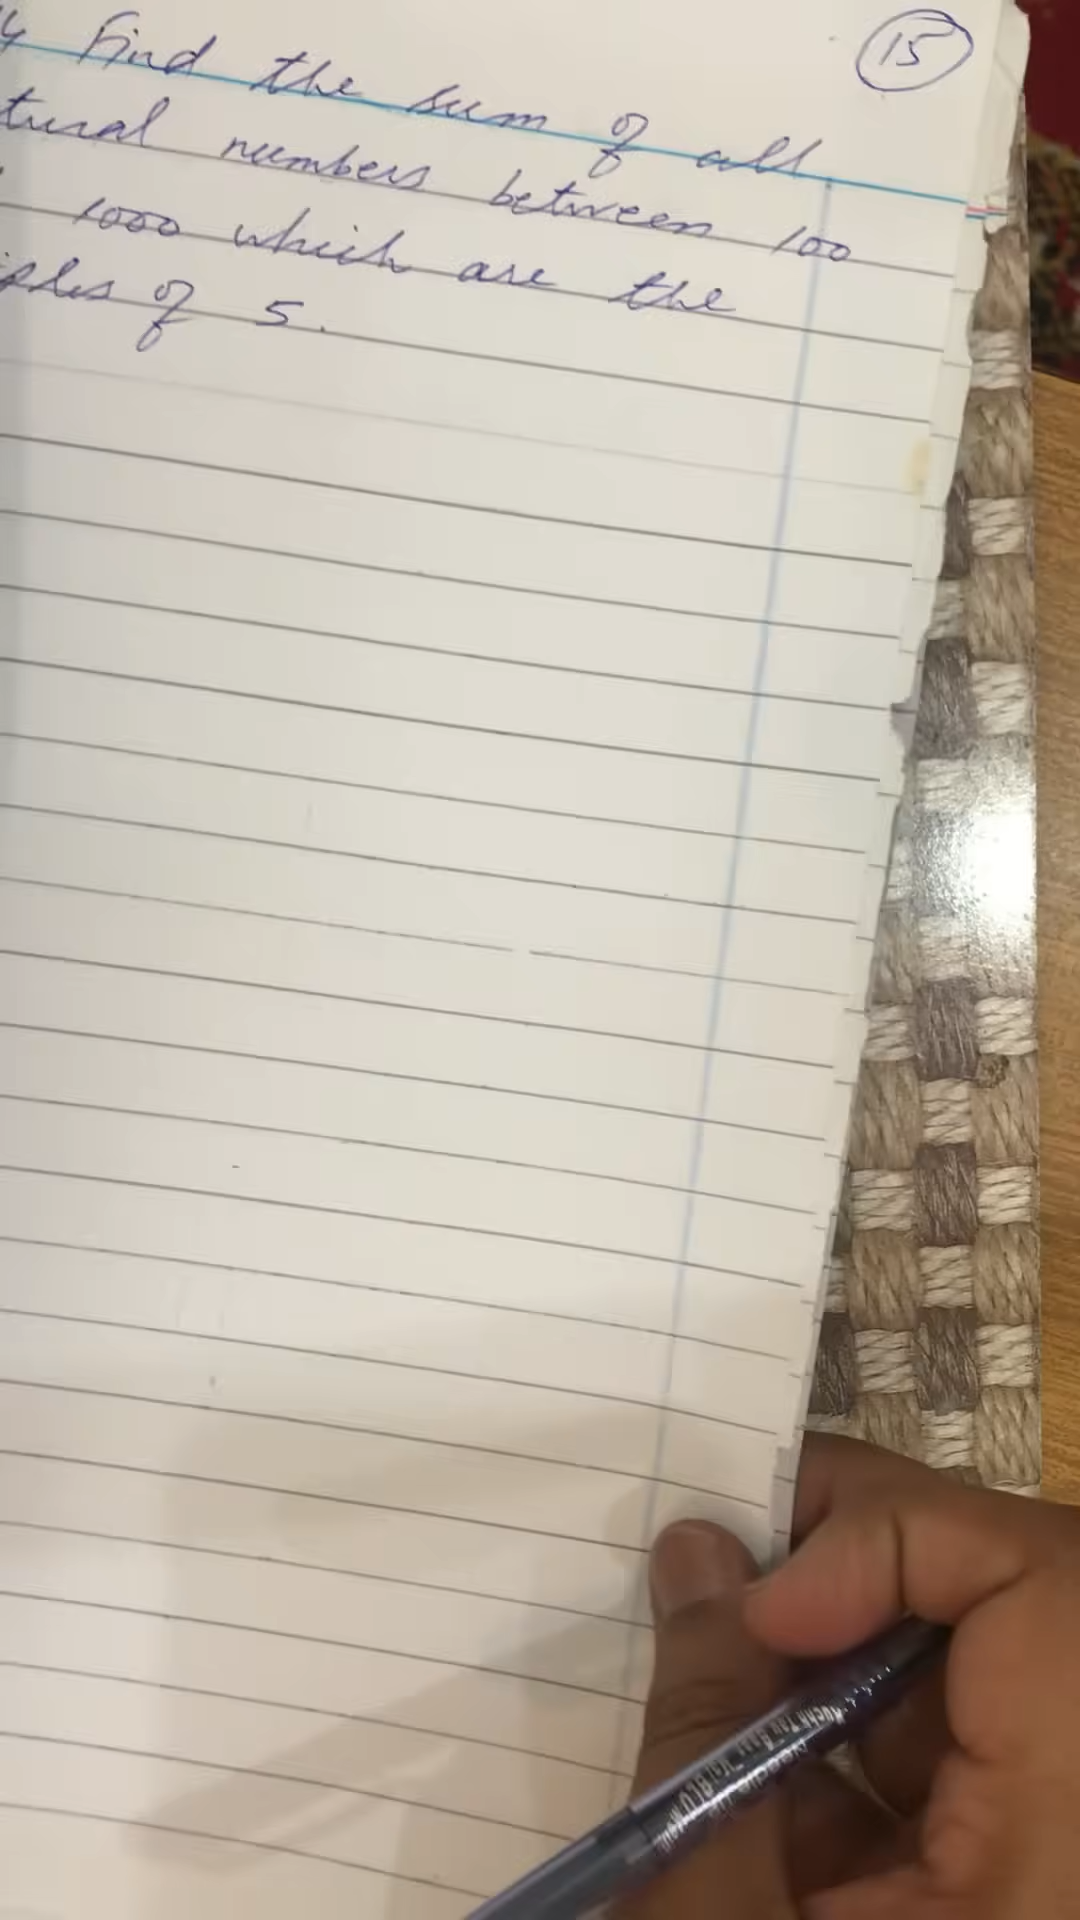 15
Find the sum of all
tural numbers between 100
1000 which are the
iples of 5.